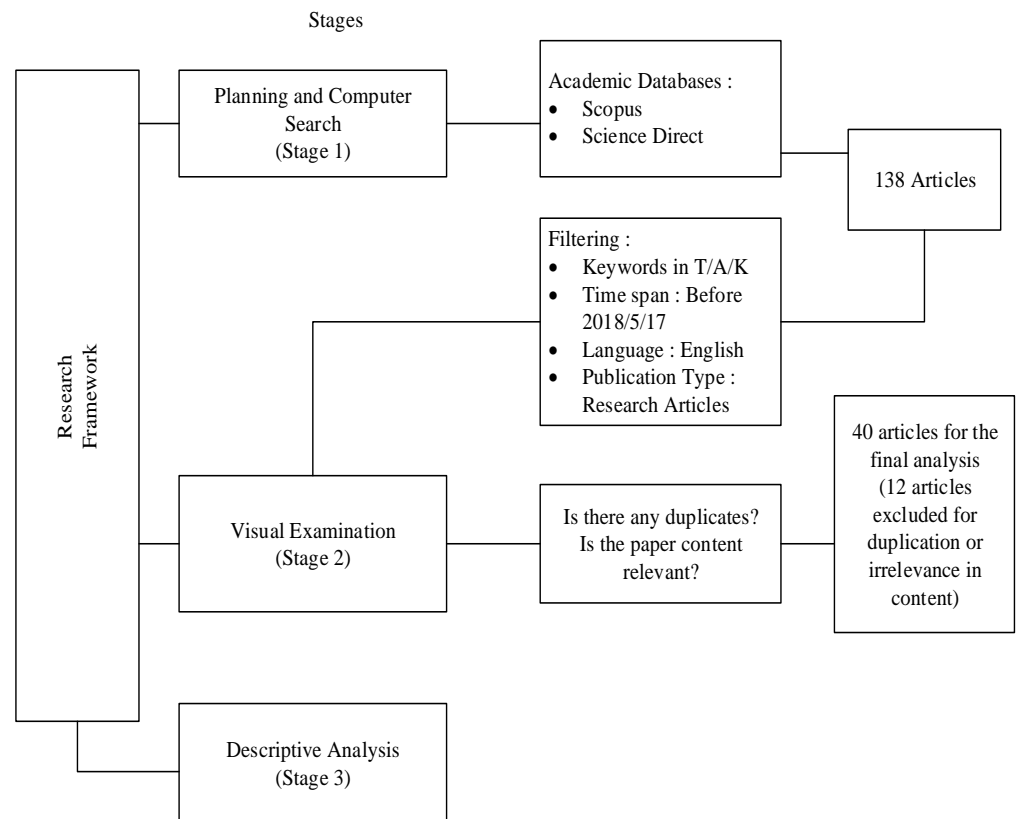 Stages
Research
Framework
Planning and Computer
Search
(Stage 1)
Academic Databases :
• Scopus
• Science Direct
138 Articles
Filtering :
• Keywords in T/A/K
• Time span : Before
2018/5/17
• Language : English
• Publication Type :
Research Articles
Visual Examination
(Stage 2)
Is there any duplicates?
Is the paper content
relevant?
40 articles for the
final analysis
(12 articles
excluded for
duplication or
irrelevance in
content)
Descriptive Analysis
(Stage 3)